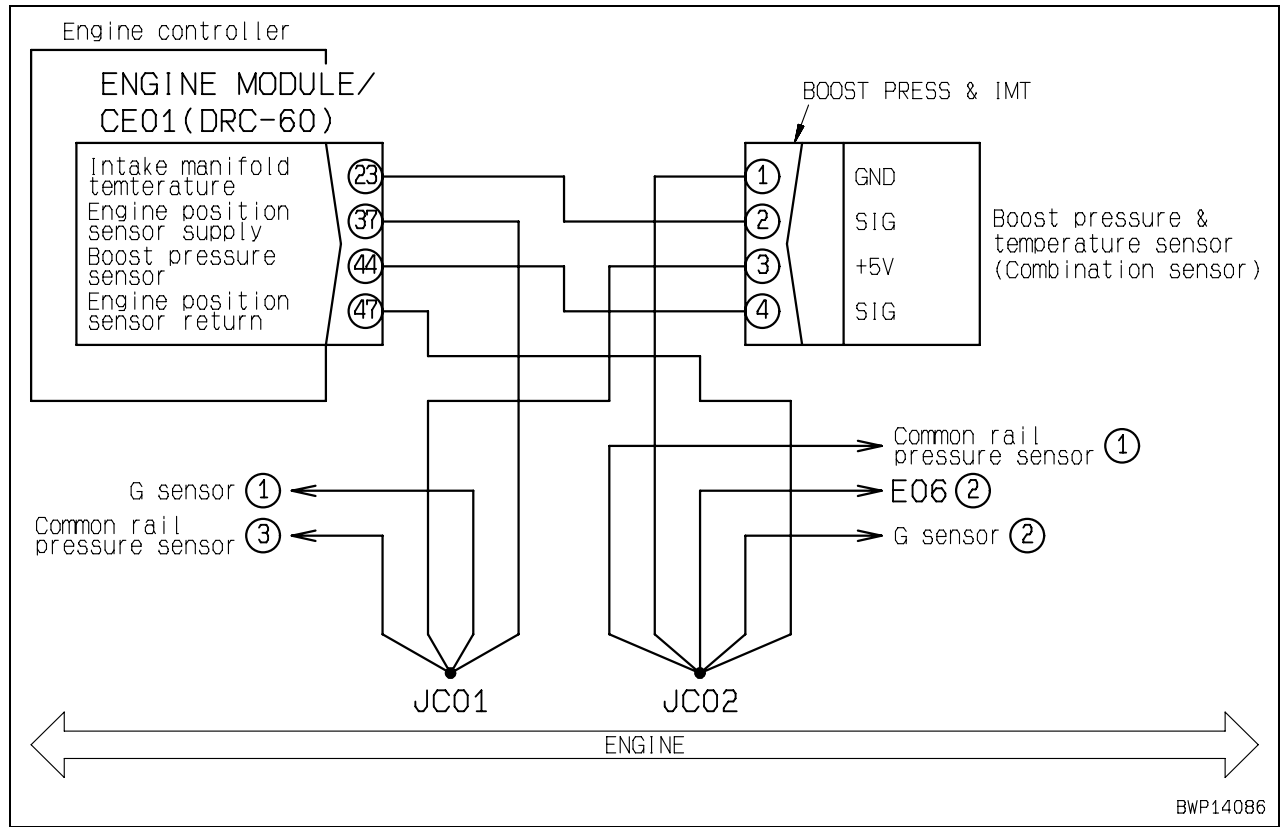 Engine controller
ENGINE MODULE/
CE01(DRC-60)
BOOST PRESS & IMT
Intake manifold
temterature
23
Engine position
sensor supply
37
Boost pressure
sensor
44
Engine position
sensor return
47
1
GND
2
SIG
3
+5V
4
SIG
Boost pressure &
temperature sensor
(Combination sensor)
Common rail
pressure sensor 1
E06 2
G sensor 2
G sensor 1
Common rail
pressure sensor 3
JC01
JC02
ENGINE
BWP14086